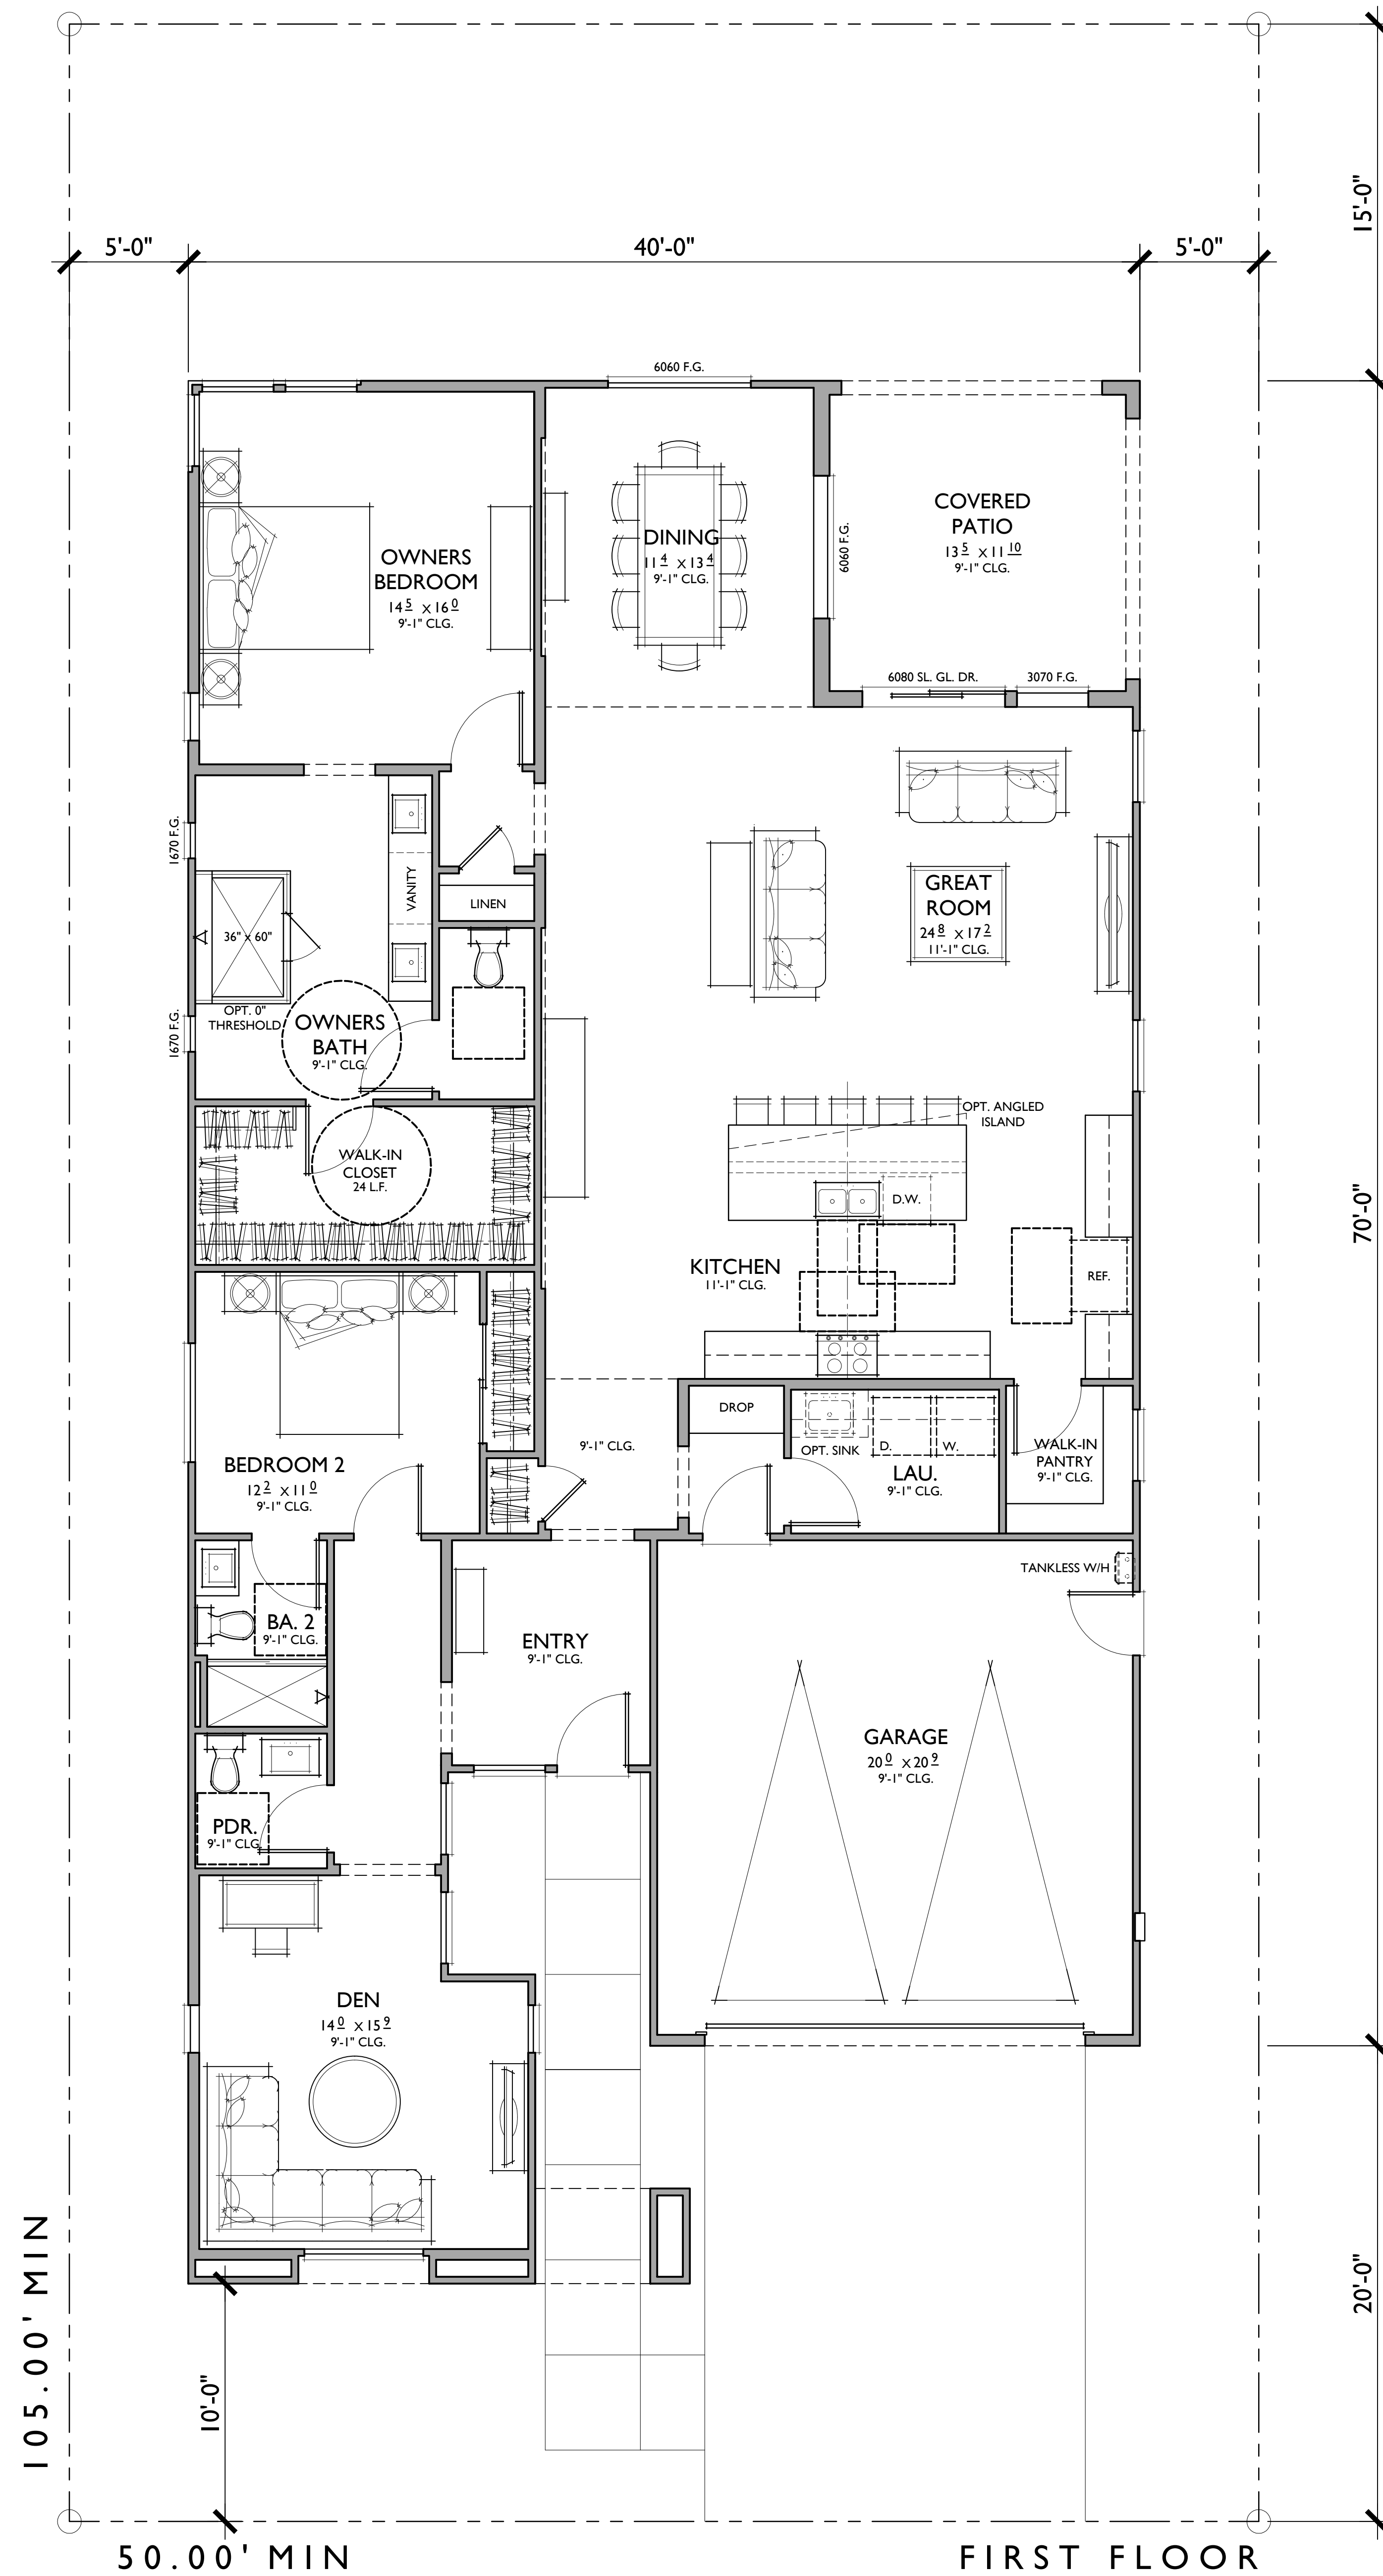 15'-0"
5'-0"
40'-0"
5'-0"
6060 F.G.
COVERED
PATIO
13 5 X 11 10
9'-1" CLG.
DINING
11 4 X 13 4
9'-1" CLG.
6060 F.G.
OWNERS
BEDROOM
14 5 X 16 0
9'-1" CLG.
6080 SL. GL. DR.
3070 F.G.
1670 F.G.
VANITY
LINEN
GREAT
ROOM
24 8 X 17 2
11'-1" CLG.
36" x 60"
OPT. 0"
THRESHOLD
1670 F.G.
OWNERS
BATH
9'-1" CLG.
OPT. ANGLED
ISLAND
WALK-IN
CLOSET
24 L.F.
D.W.
70'-0"
KITCHEN
11'-1" CLG.
REF.
DROP
9'-1" CLG.
OPT. SINK
D.
W.
WALK-IN
PANTRY
9'-1" CLG.
LAU.
9'-1" CLG.
BEDROOM 2
12 2 X 11 0
9'-1" CLG.
TANKLESS W/H
BA. 2
9'-1" CLG.
ENTRY
9'-1" CLG.
GARAGE
20 0 X 20 9
9'-1" CLG.
PDR.
9'-1" CLG.
DEN
14 0 X 15 9
9'-1" CLG.
20'-0"
105.00' MIN
10'-0"
50.00' MIN
FIRST FLOOR